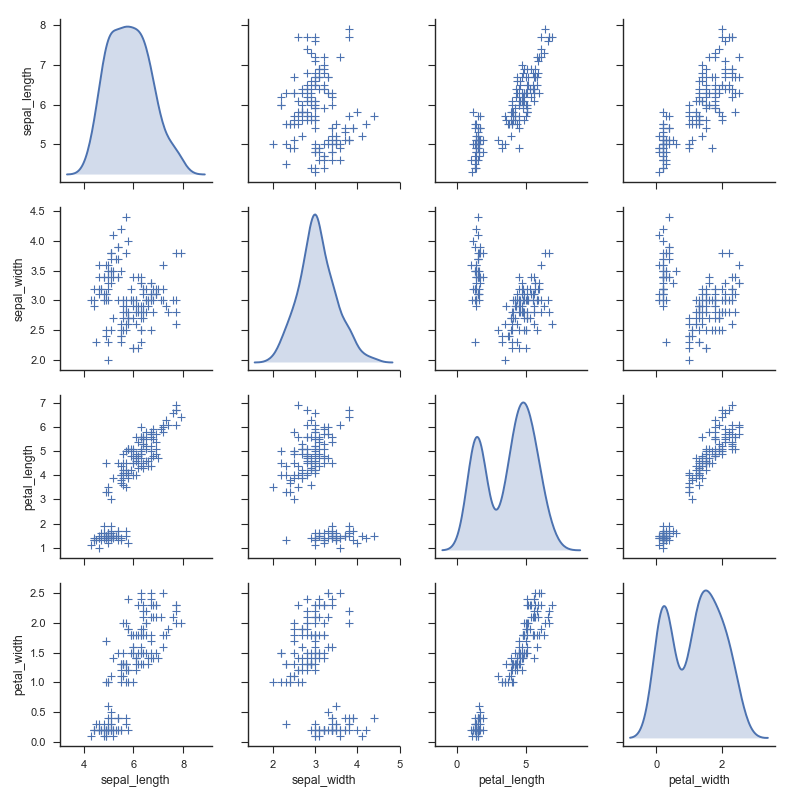 8
7
6
5
sepal_length
4.5
4.0
3.5
3.0
2.5
2.0
sepal_width
7
6
5
4
3
2
1
petal_length
2.5
2.0
1.5
1.0
0.5
0.0
petal_width
4 6 8
sepal_length
2 3 4 5
sepal_width
0 5
petal_length
0 2
petal_width